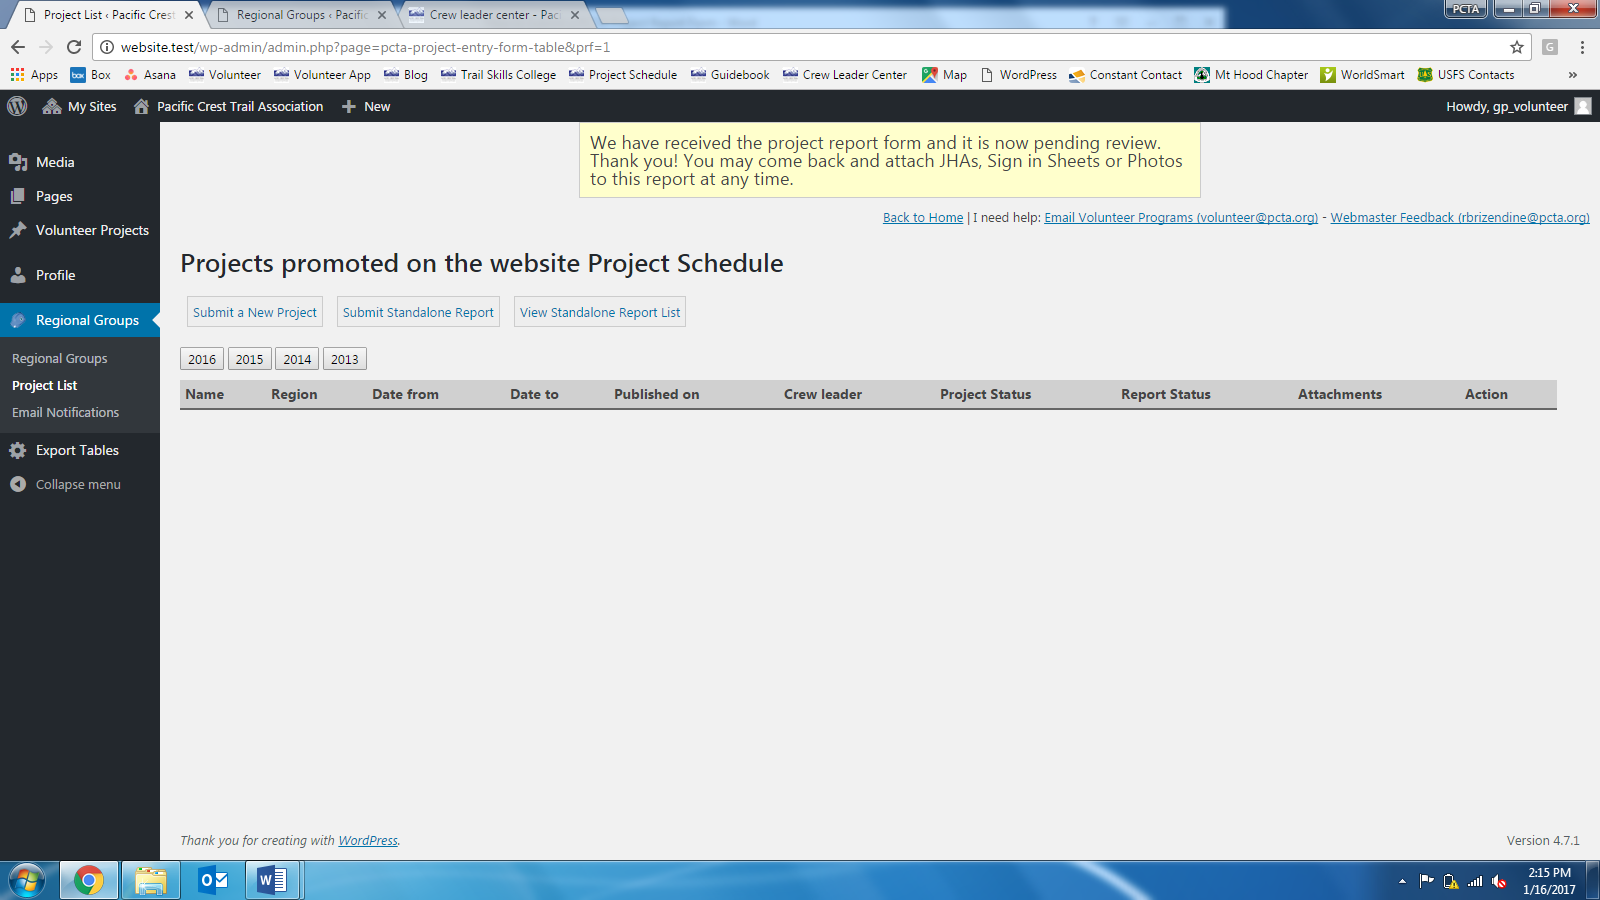 Project List ‹ Pacific Crest
Regional Groups ‹ Pacific
Crew leader center - Pac
PCTA
website.test/wp-admin/admin.php?page=pcta-project-entry-form-table&prf=1
G
Apps
box
Box
Asana
Volunteer
Volunteer App
Blog
Trail Skills College
Project Schedule
Guidebook
Crew Leader Center
Map
WordPress
Constant Contact
Mt Hood Chapter
WorldSmart
USFS Contacts
»
My Sites
Pacific Crest Trail Association
New
Howdy, gp_volunteer
Media
Pages
Volunteer Projects
Profile
Regional Groups
Regional Groups
Project List
Email Notifications
Export Tables
Collapse menu
We have received the project report form and it is now pending review.
Thank you! You may come back and attach JHAs, Sign in Sheets or Photos
to this report at any time.
Back to Home | I need help: Email Volunteer Programs (volunteer@pcta.org) - Webmaster Feedback (rbrizendine@pcta.org)
Projects promoted on the website Project Schedule
Submit a New Project
Submit Standalone Report
View Standalone Report List
2016
2015
2014
2013
Name Region Date from Date to Published on Crew leader Project Status Report Status Attachments Action
Thank you for creating with WordPress.
Version 4.7.1
2:15 PM
1/16/2017